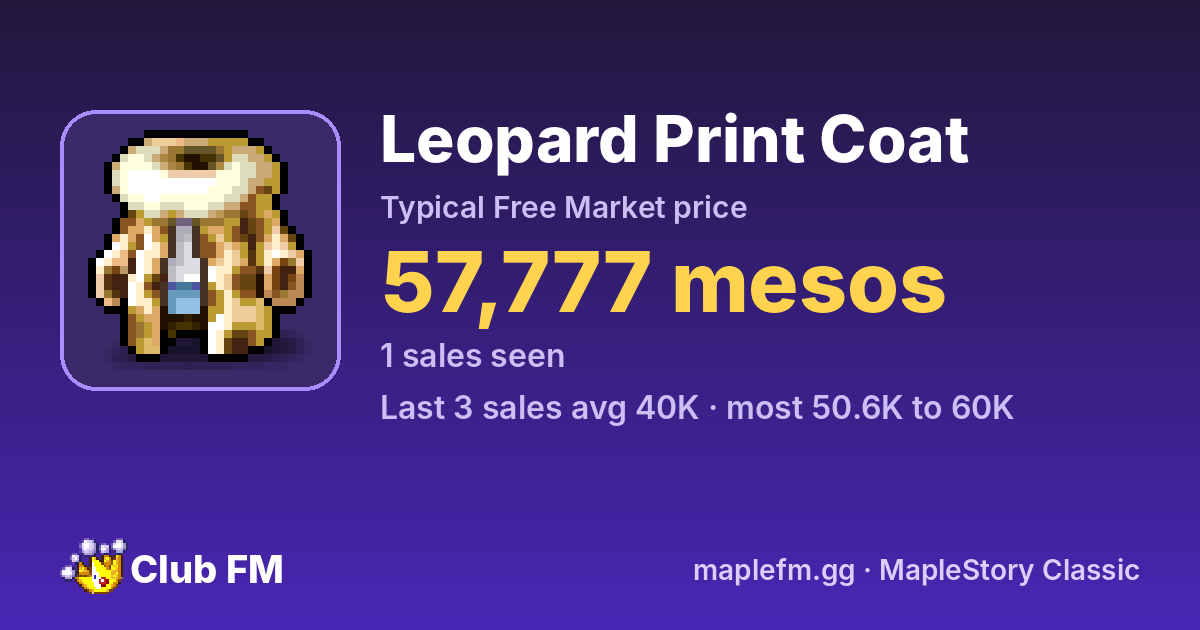 Leopard Print Coat
Typical Free Market price
57,777 mesos
1 sales seen
Last 3 sales avg 40K · most 50.6K to 60K
Club FM
maplefm.gg · MapleStory Classic